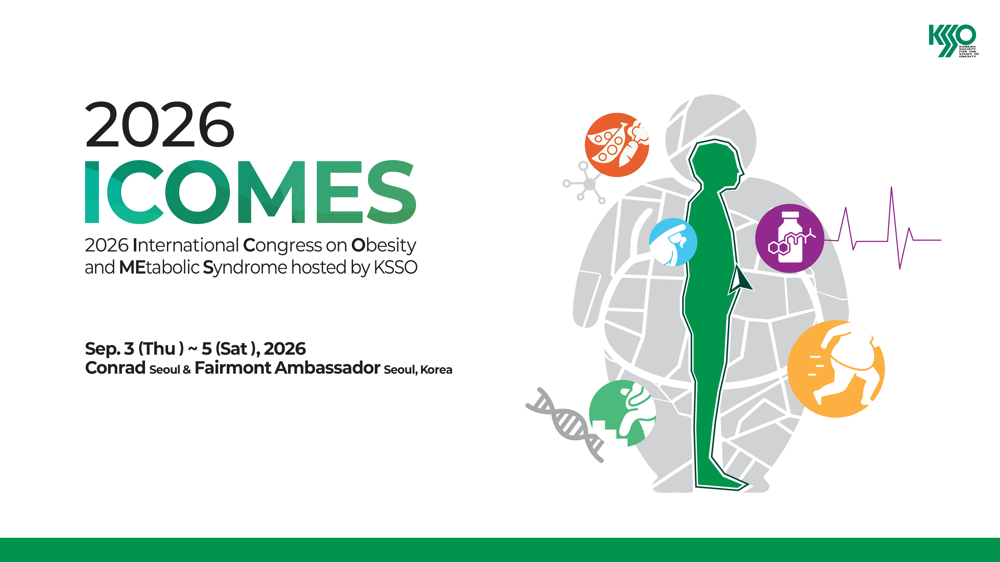 KSSO
KOREAN
SOCIETY
FOR THE
STUDY OF
OBESITY
2026
ICOMES
2026 International Congress on Obesity
and MEtabolic Syndrome hosted by KSSO
Sep. 3 (Thu ) ~ 5 (Sat ), 2026
Conrad Seoul & Fairmont Ambassador Seoul, Korea